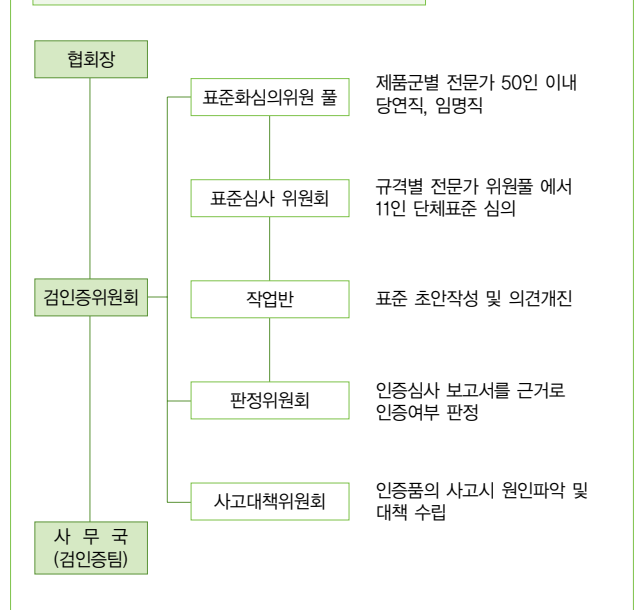 협회장
표준화심의위원 풀
제품군별 전문가 50인 이내
당연직, 임명직
표준심사 위원회
규격별 전문가 위원풀 에서
11인 단체표준 심의
검인증위원회
작업반
표준 초안작성 및 의견개진
판정위원회
인증심사 보고서를 근거로
인증여부 판정
사고대책위원회
인증품의 사고시 원인파악 및
대책 수립
사 무 국
(검인증팀)